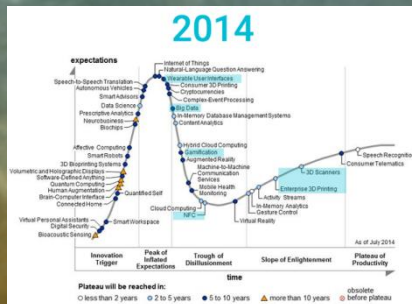 2014
expectations
Internet of Things
Natural-Language Question Answering
Wearable User Interfaces
Speech-to-Speech Translation
Consumer 3D Printing
Autonomous Vehicles
Cryptocurrencies
Smart Advisors
Complex-Event Processing
Data Science
Big Data
Prescriptive Analytics
In-Memory Database Management Systems
Neurobusiness
Content Analytics
Biochips
Hybrid Cloud Computing
Affective Computing
Gamification
Smart Robots
Augmented Reality
3D Bioprinting Systems
Machine-to-Machine
Communication
Services
Volumetric and Holographic Displays
Software-Defined Anything
Quantum Computing
Mobile Health
Monitoring
Human Augmentation
Quantified Self
Brain-Computer Interface
Connected Home
Cloud Computing
NFC
Virtual Personal Assistants
Smart Workspace
Digital Security
Bioacoustic Sensing
Speech Recognition
Consumer Telematics
3D Scanners
Enterprise 3D Printing
Activity Streams
In-Memory Analytics
Gesture Control
Virtual Reality
As of July 2014
Innovation
Trigger
Peak of
Inflated
Expectations
Trough of
Disillusionment
Slope of Enlightenment
Plateau of
Productivity
time
Plateau will be reached in:
less than 2 years
2 to 5 years
5 to 10 years
more than 10 years
obsolete
before plateau